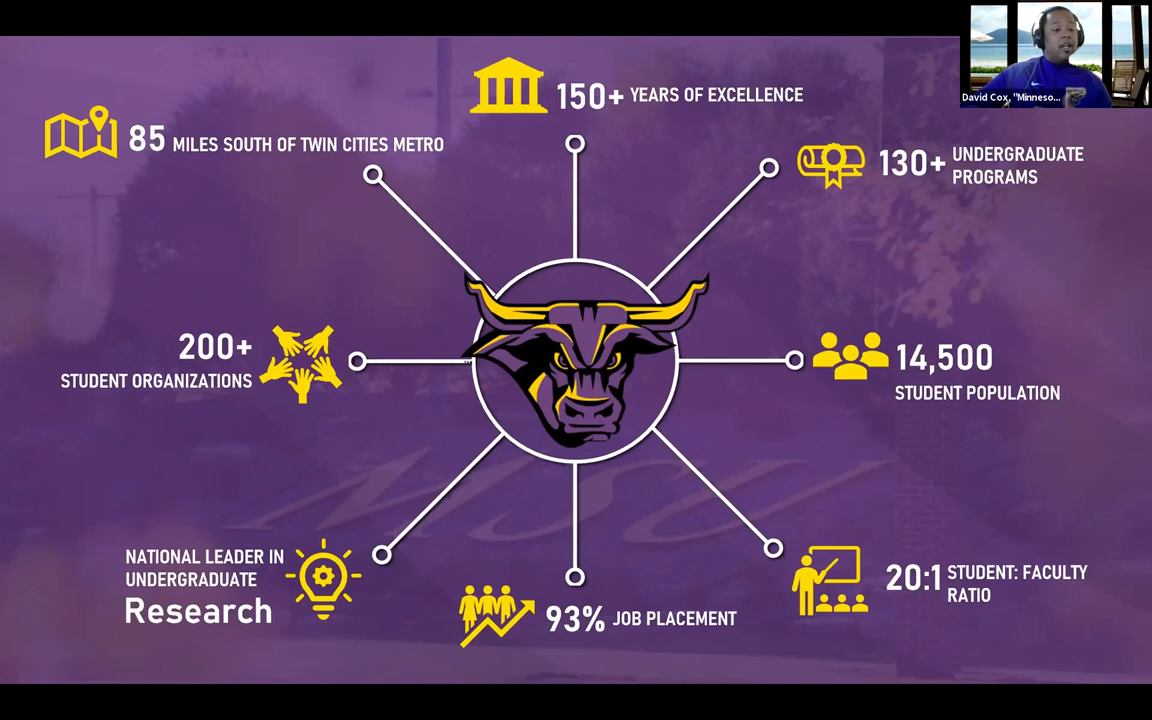 David Cox, "Minneso...
150+ YEARS OF EXCELLENCE
85 MILES SOUTH OF TWIN CITIES METRO
130+ UNDERGRADUATE
PROGRAMS
200+
STUDENT ORGANIZATIONS
14,500
STUDENT POPULATION
MSU
NATIONAL LEADER IN
UNDERGRADUATE
Research
93% JOB PLACEMENT
20:1 STUDENT: FACULTY
RATIO